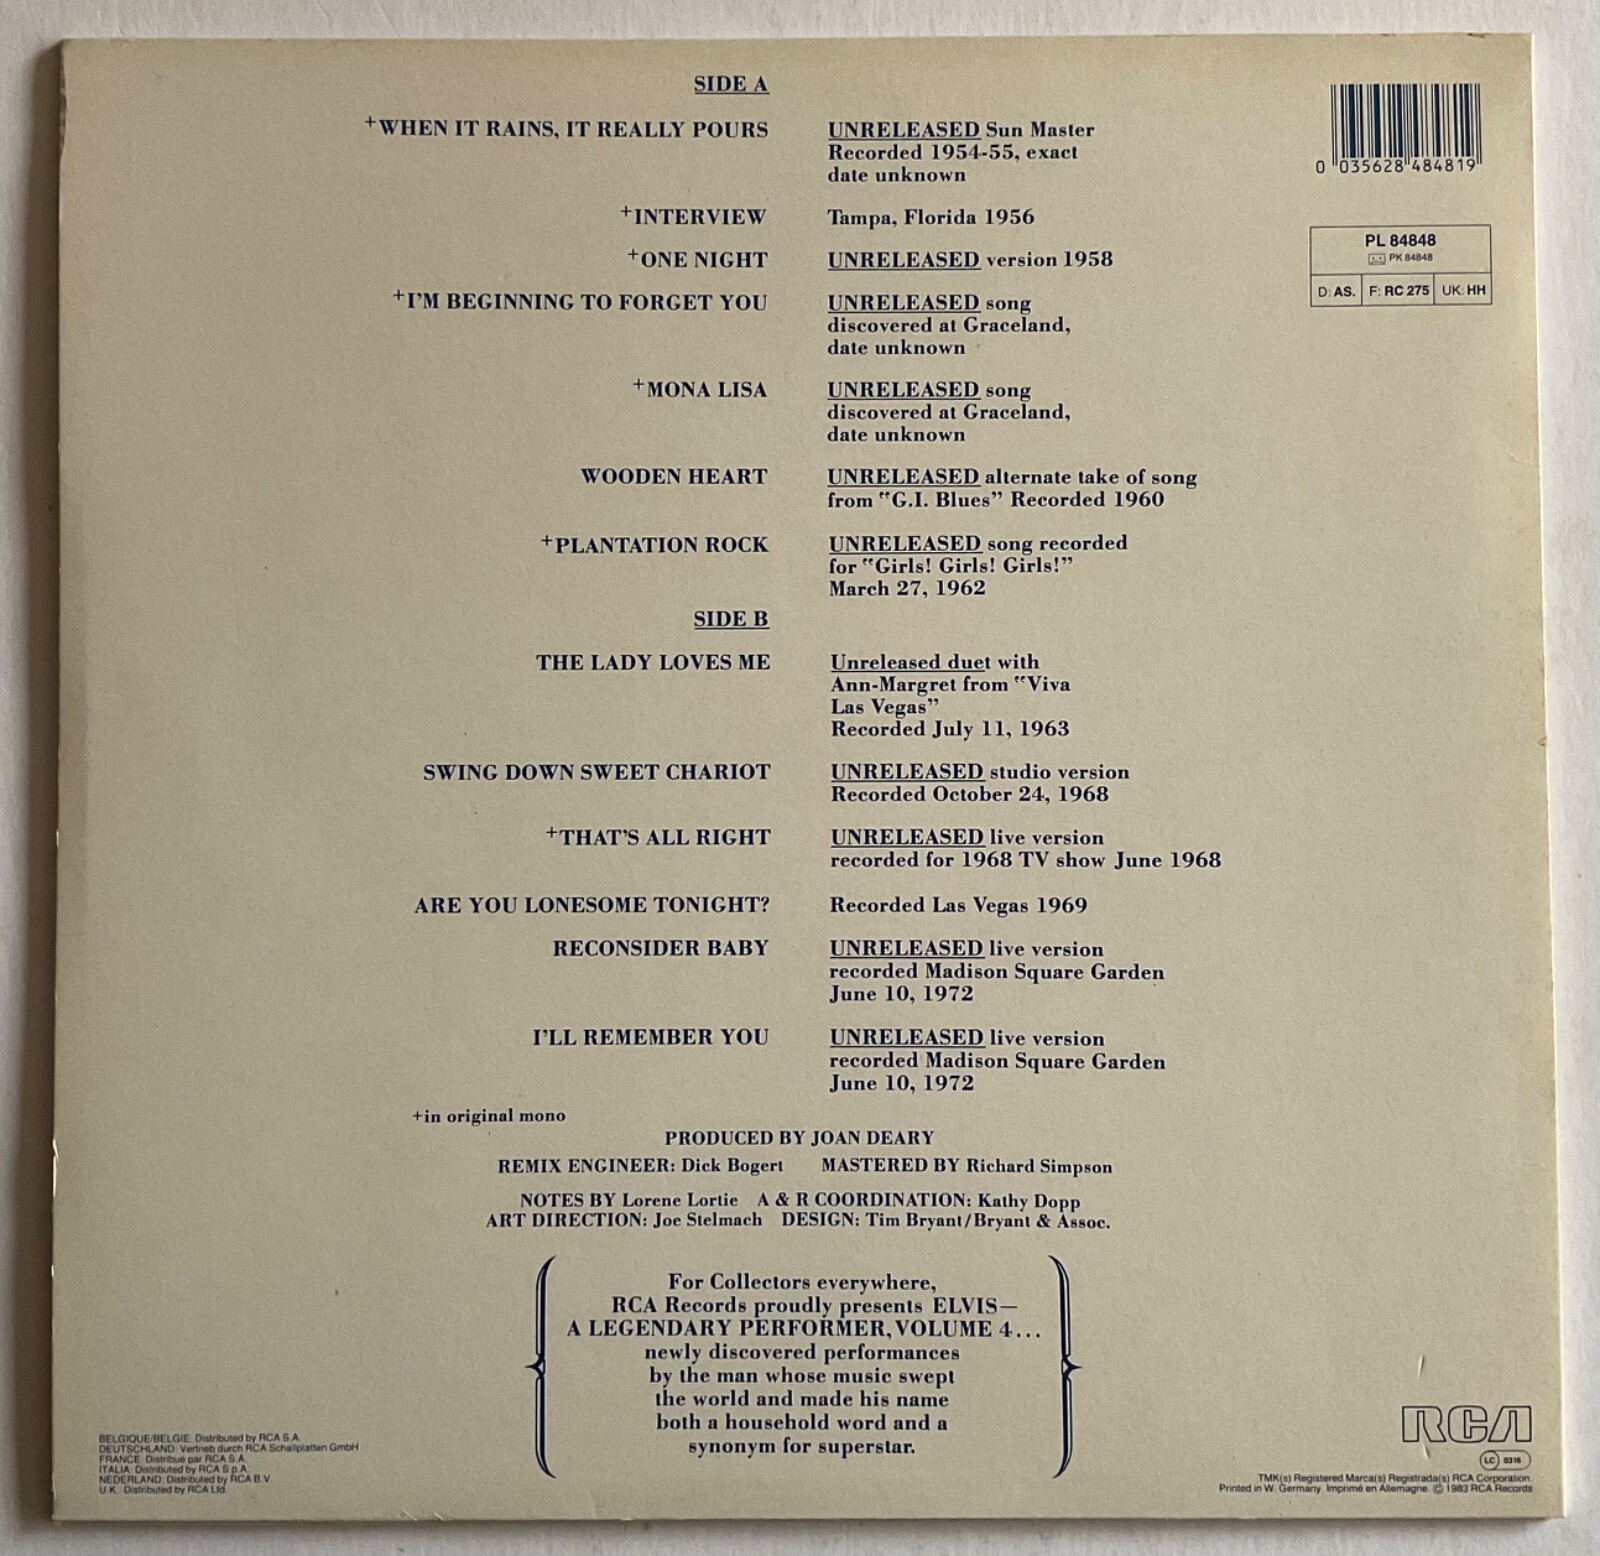 SIDE A
+WHEN IT RAINS, IT REALLY POURS UNRELEASED Sun Master
Recorded 1954-55, exact
date unknown
+INTERVIEW Tampa, Florida 1956
+ONE NIGHT UNRELEASED version 1958
+I'M BEGINNING TO FORGET YOU UNRELEASED song
discovered at Graceland,
date unknown
+MONA LISA UNRELEASED song
discovered at Graceland,
date unknown
WOODEN HEART UNRELEASED alternate take of song
from "G.I. Blues" Recorded 1960
+PLANTATION ROCK UNRELEASED song recorded
for "Girls! Girls! Girls!"
March 27, 1962
SIDE B
THE LADY LOVES ME Unreleased duet with
Ann-Margret from "Viva
Las Vegas"
Recorded July 11, 1963
SWING DOWN SWEET CHARIOT UNRELEASED studio version
Recorded October 24, 1968
+THAT'S ALL RIGHT UNRELEASED live version
recorded for 1968 TV show June 1968
ARE YOU LONESOME TONIGHT? Recorded Las Vegas 1969
RECONSIDER BABY UNRELEASED live version
recorded Madison Square Garden
June 10, 1972
I'LL REMEMBER YOU UNRELEASED live version
recorded Madison Square Garden
June 10, 1972
+in original mono
PRODUCED BY JOAN DEARY
REMIX ENGINEER: Dick Bogert MASTERED BY Richard Simpson
NOTES BY Lorene Lortie A & R COORDINATION: Kathy Dopp
ART DIRECTION: Joe Stelmach DESIGN: Tim Bryant/Bryant & Assoc.
For Collectors everywhere,
RCA Records proudly presents ELVIS—
A LEGENDARY PERFORMER, VOLUME 4...
newly discovered performances
by the man whose music swept
the world and made his name
both a household word and a
synonym for superstar.
0 035628 484819
PL 84848
PK 84848
D: AS. F: RC 275 UK: HH
BELGIQUE/BELGIE: Distributed by RCA S.A.
DEUTSCHLAND: Vertrieb durch RCA Schallplatten GmbH
FRANCE: Distribué par RCA S.A.
ITALIA: Distributed by RCA S.p.A.
NEDERLAND: Distributed by RCA B.V.
U.K.: Distributed by RCA Ltd.
RCA
LC 0316
TMK(s) Registered Marca(s) Registrada(s) RCA Corporation.
Printed in W. Germany. Imprimé en Allemagne. © 1983 RCA Records